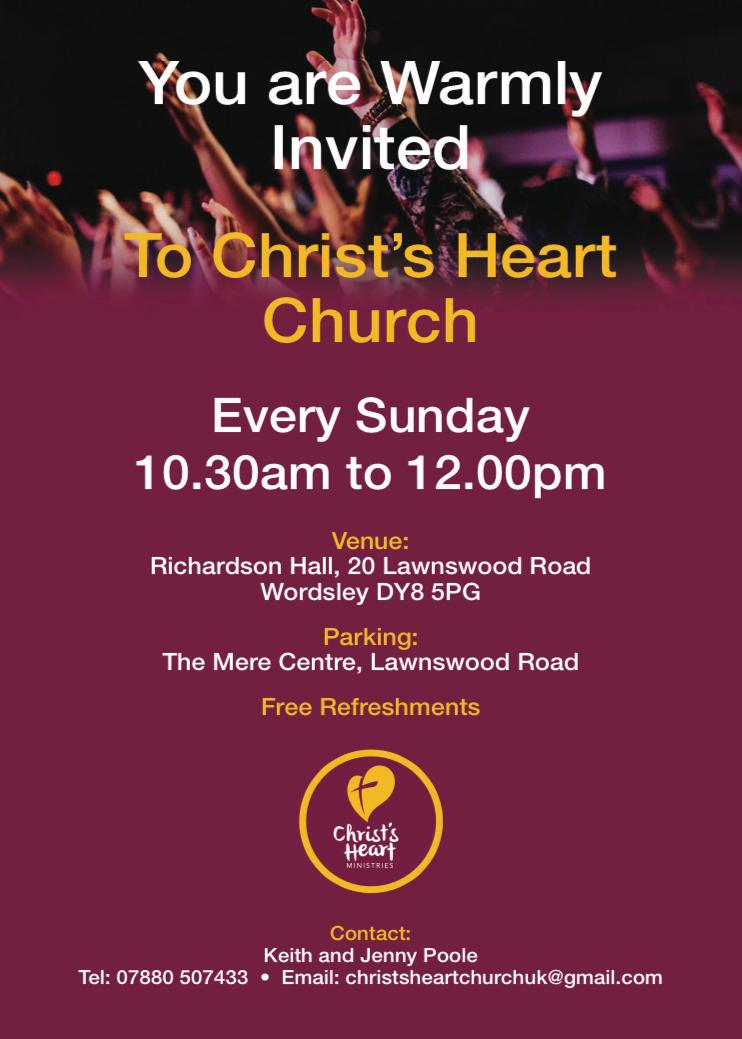 You are Warmly
Invited
To Christ's Heart
Church
Every Sunday
10.30am to 12.00pm
Venue:
Richardson Hall, 20 Lawnswood Road
Wordsley DY8 5PG
Parking:
The Mere Centre, Lawnswood Road
Free Refreshments
Christ's
Heart
MINISTRIES
Contact:
Keith and Jenny Poole
Tel: 07880 507433 • Email: christsheartchurchuk@gmail.com